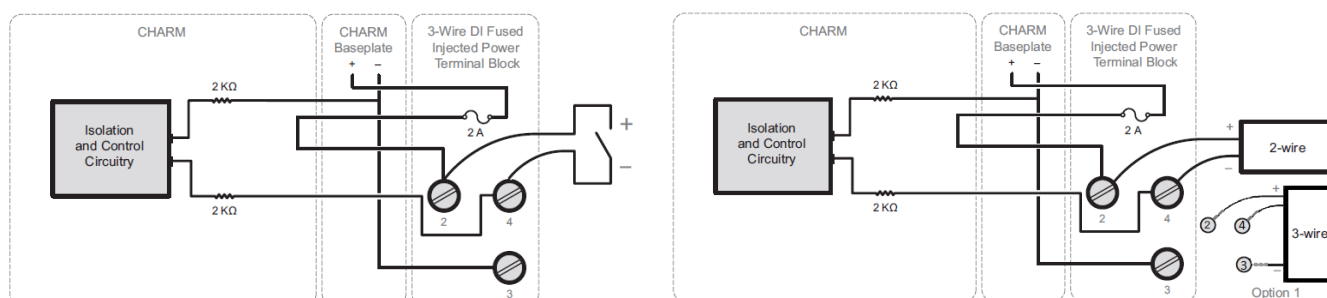 CHARM
CHARM
Baseplate
+ –
3-Wire DI Fused
Injected Power
Terminal Block
2 KΩ
Isolation
and Control
Circuitry
2 A
+
–
2 KΩ
2
4
3
CHARM
CHARM
Baseplate
+ –
3-Wire DI Fused
Injected Power
Terminal Block
2 KΩ
Isolation
and Control
Circuitry
2 A
+
2-wire
–
2 KΩ
2
4
+
2
4
3-wire
3
–
3
Option 1